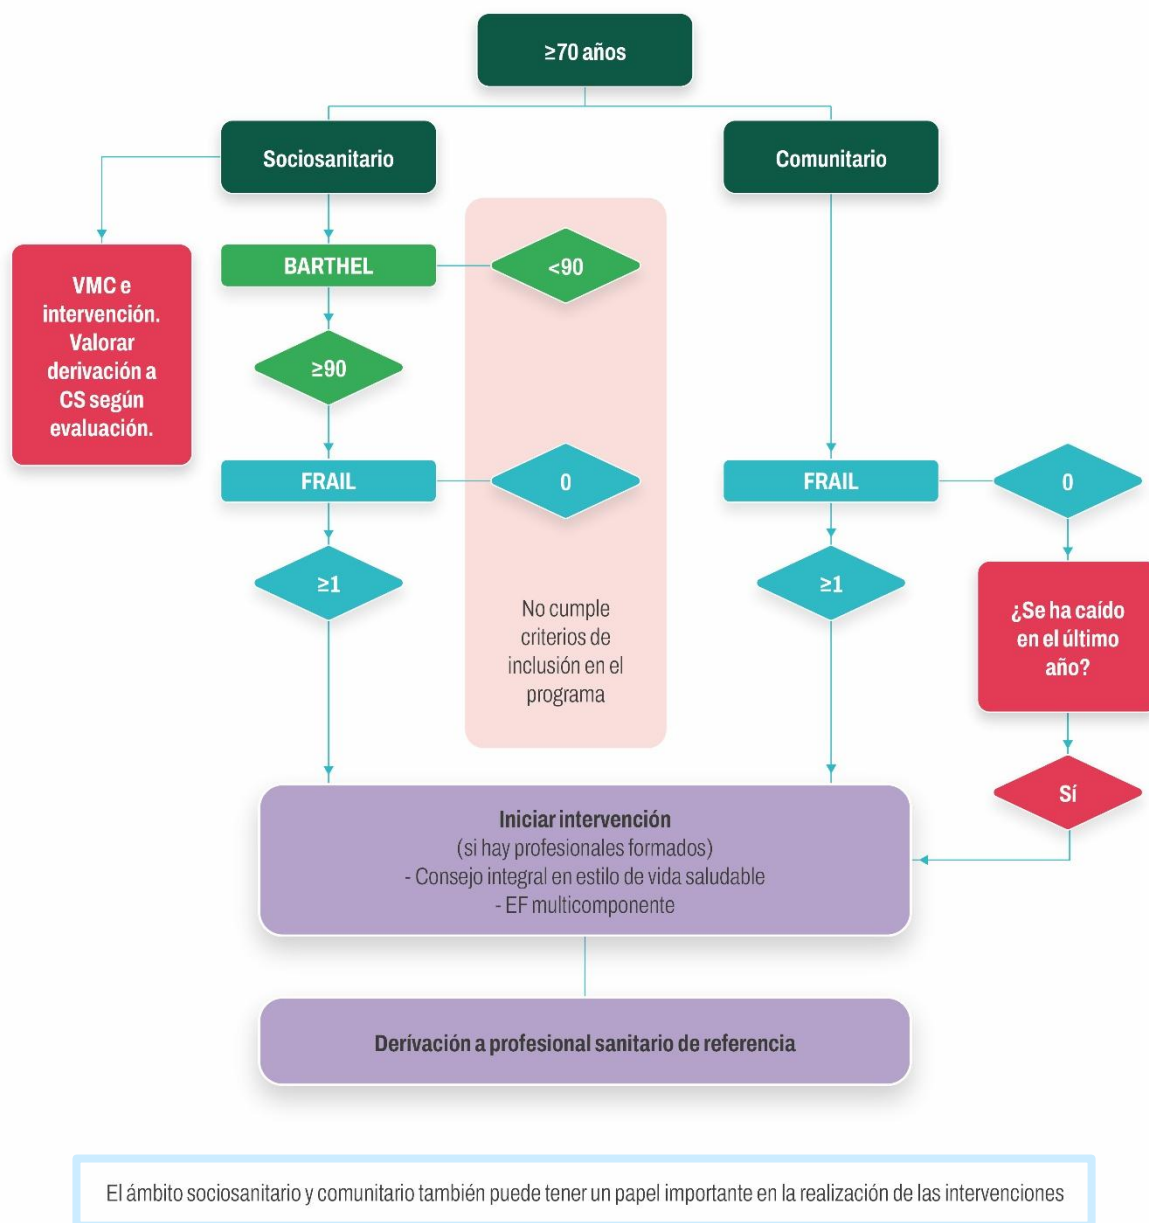 ≥70 años
Sociosanitario
Comunitario
VMC e
intervención.
Valorar
derivación a
CS según
evaluación.
BARTHEL
<90
≥90
FRAIL
0
≥1
No cumple
criterios de
inclusión en el
programa
FRAIL
0
≥1
¿Se ha caído
en el último
año?
Sí
Iniciar intervención
(si hay profesionales formados)
- Consejo integral en estilo de vida saludable
- EF multicomponente
Derívación a profesional sanitario de referencia
El ámbito sociosanitario y comunitario también puede tener un papel importante en la realización de las intervenciones